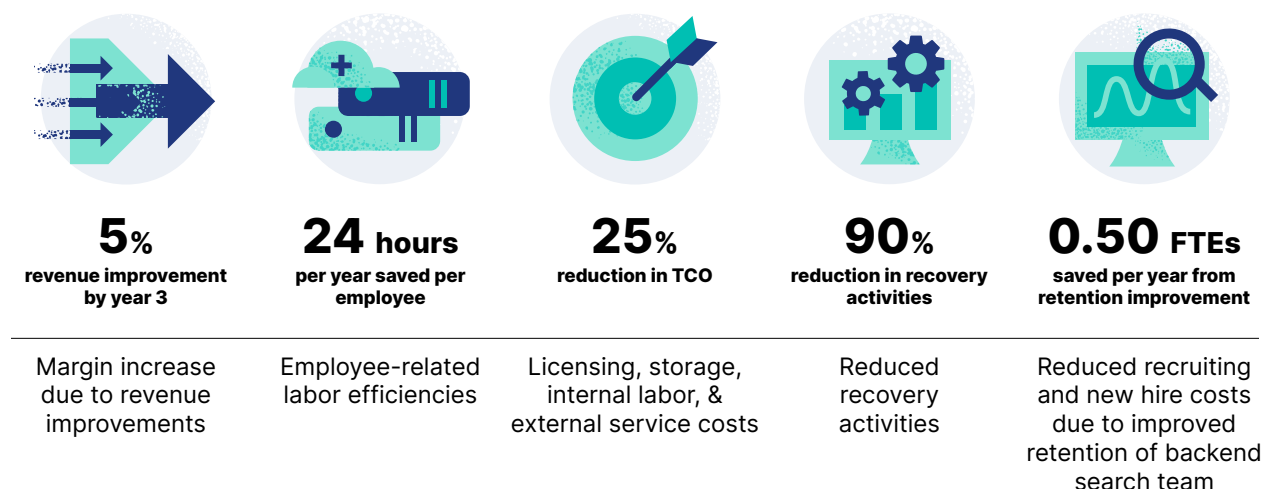 5%
revenue improvement
by year 3
24 hours
per year saved per
employee
25%
reduction in TCO
90%
reduction in recovery
activities
0.50 FTEs
saved per year from
retention improvement
Margin increase
due to revenue
improvements
Employee-related
labor efficiencies
Licensing, storage,
internal labor, &
external service costs
Reduced
recovery
activities
Reduced recruiting
and new hire costs
due to improved
retention of backend
search team